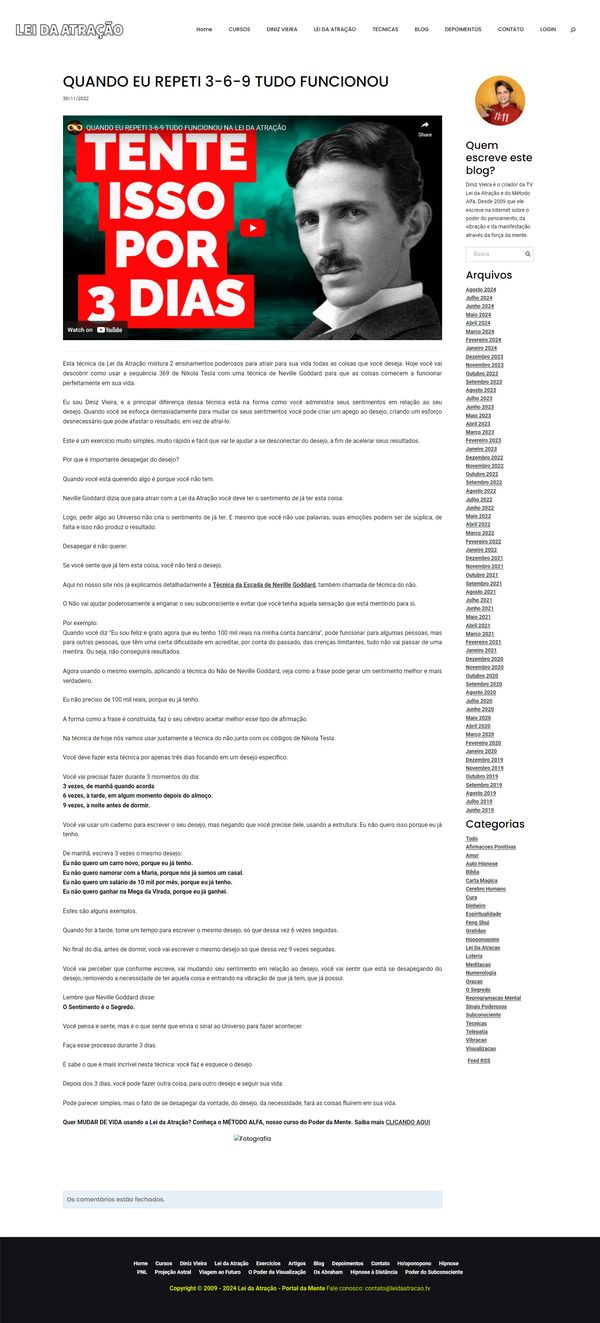 LEI DA ATRAÇÃO
Home CURSOS DINIZ VIEIRA LEI DA ATRAÇÃO TECNICAS BLOG DEPOIMENTOS CONTATO LOGIN
QUANDO EU REPETI 3-6-9 TUDO FUNCIONOU
30/11/2022
QUANDO EU REPETI 3-6-9 TUDO FUNCIONOU NA LEI DA ATRAÇÃO
Share
TENTE
ISSO
POR
3 DIAS
Watch on YouTube
Esta técnica da Lei da Atração mistura 2 ensinamentos poderosos para atrair para sua vida todas as coisas que você deseja. Hoje você vai
descobrir como usar a sequência 369 de Nikola Tesla com uma técnica de Neville Goddard para que as coisas comecem a funcionar
perfeitamente em sua vida.
Eu sou Diniz Vieira, e a principal diferença dessa técnica está na forma como você administra seus sentimentos em relação ao seu
desejo. Quando você se esforça demasiadamente para mudar os seus sentimentos você pode criar um apego ao desejo, criando um esforço
desnecessário que pode afastar o resultado, em vez de atraí-lo.
Este é um exercício muito simples, muito rápido e fácil que vai te ajudar a se desconectar do desejo, a fim de acelerar seus resultados.
Por que é importante desapegar do desejo?
Quando você está querendo algo é porque você não tem.
Neville Goddard dizia que para atrair com a Lei da Atração você deve ter o sentimento de já ter esta coisa.
Logo, pedir algo ao Universo não cria o sentimento de já ter. E mesmo que você não use palavras, suas emoções podem ser de súplica, de
falta e isso não produz o resultado.
Desapegar é não querer.
Se você sente que já tem esta coisa, você não terá o desejo.
Aqui no nosso site nós já explicamos detalhadamente a Técnica da Escada de Neville Goddard, também chamada de técnica do não.
O Não vai ajudar poderosamente a enganar o seu subconsciente e evitar que você tenha aquela sensação que está mentindo para si.
Por exemplo:
Quando você diz "Eu sou feliz e grato agora que eu tenho 100 mil reais na minha conta bancária", pode funcionar para algumas pessoas, mas
para outras pessoas, que têm uma certa dificuldade em acreditar, por conta do passado, das crenças limitantes, tudo não vai passar de uma
mentira. Ou seja, não conseguirá resultados.
Agora usando o mesmo exemplo, aplicando a técnica do Não de Neville Goddard, veja como a frase pode gerar um sentimento melhor e mais
verdadeiro.
Eu não preciso de 100 mil reais, porque eu já tenho.
A forma como a frase é construída, faz o seu cérebro aceitar melhor esse tipo de afirmação.
Na técnica de hoje nós vamos usar justamente a técnica do não junto com os códigos de Nikola Tesla.
Você deve fazer esta técnica por apenas três dias focando em um desejo específico.
Você vai precisar fazer durante 3 momentos do dia:
3 vezes, de manhã quando acorda
6 vezes, à tarde, em algum momento depois do almoço.
9 vezes, à noite antes de dormir.
Você vai usar um caderno para escrever o seu desejo, mas negando que você precise dele, usando a estrutura: Eu não quero isso porque eu já
tenho.
De manhã, escreva 3 vezes o mesmo desejo:
Eu não quero um carro novo, porque eu já tenho.
Eu não quero namorar com a Maria, porque nós já somos um casal.
Eu não quero um salário de 10 mil por mês, porque eu já tenho.
Eu não quero ganhar na Mega da Virada, porque eu já ganhei.
Estes são alguns exemplos.
Quando for à tarde, tome um tempo para escrever o mesmo desejo, só que dessa vez 6 vezes seguidas.
No final do dia, antes de dormir, você vai escrever o mesmo desejo só que dessa vez 9 vezes seguidas.
Você vai perceber que conforme escreve, vai mudando seu sentimento em relação ao desejo, você vai sentir que está se desapegando do
desejo, removendo a necessidade de ter aquela coisa e entrando na vibração de que já tem, que já possui.
Lembre que Neville Goddard disse:
O Sentimento é o Segredo.
Você pensa e sente, mas é o que sente que envia o sinal ao Universo para fazer acontecer.
Faça esse processo durante 3 dias.
E sabe o que é mais incrível nesta técnica: você faz e esquece o desejo.
Depois dos 3 dias, você pode fazer outra coisa, para outro desejo e seguir sua vida.
Pode parecer simples, mas o fato de se desapegar da vontade, do desejo, da necessidade, fará as coisas fluírem em sua vida.
Quer MUDAR DE VIDA usando a Lei da Atração? Conheça o MÉTODO ALFA, nosso curso do Poder da Mente. Saiba mais CLICANDO AQUI
Fotografia
Os comentários estão fechados.
11:11
Quem
escreve este
blog?
Diniz Vieira é o criador da TV
Lei da Atração e do Método
Alfa. Desde 2009 que ele
escreve na Internet sobre o
poder do pensamento, da
vibração e da manifestação
através da força da mente.
Busca
Arquivos
Agosto 2024
Julho 2024
Junho 2024
Maio 2024
Abril 2024
Março 2024
Fevereiro 2024
Janeiro 2024
Dezembro 2023
Novembro 2023
Outubro 2023
Setembro 2023
Agosto 2023
Julho 2023
Junho 2023
Maio 2023
Abril 2023
Março 2023
Fevereiro 2023
Janeiro 2023
Dezembro 2022
Novembro 2022
Outubro 2022
Setembro 2022
Agosto 2022
Julho 2022
Junho 2022
Maio 2022
Abril 2022
Março 2022
Fevereiro 2022
Janeiro 2022
Dezembro 2021
Novembro 2021
Outubro 2021
Setembro 2021
Agosto 2021
Julho 2021
Junho 2021
Maio 2021
Abril 2021
Março 2021
Fevereiro 2021
Janeiro 2021
Dezembro 2020
Novembro 2020
Outubro 2020
Setembro 2020
Agosto 2020
Julho 2020
Junho 2020
Maio 2020
Abril 2020
Março 2020
Fevereiro 2020
Janeiro 2020
Dezembro 2019
Novembro 2019
Outubro 2019
Setembro 2019
Agosto 2019
Julho 2019
Junho 2019
Categorias
Tudo
Afirmacoes Positivas
Amor
Auto Hipnose
Biblia
Carta Magica
Cerebro Humano
Cura
Dinheiro
Espiritualidade
Feng Shui
Gratidao
Hooponopono
Lei Da Atracao
Loteria
Meditacao
Numerologia
Oracao
O Segredo
Reprogramacao Mental
Sinais Poderosos
Subconsciente
Tecnicas
Telepatia
Vibracao
Visualizacao
Feed RSS
Home Cursos Diniz Vieira Lei da Atração Exercícios Artigos Blog Depoimentos Contato Ho'oponopono Hipnose
PNL Projeção Astral Viagem ao Futuro O Poder da Visualização Os Abraham Hipnose à Distância Poder do Subconsciente
Copyright © 2009 - 2024 Lei da Atração - Portal da Mente Fale conosco: contato@leidaatracao.tv